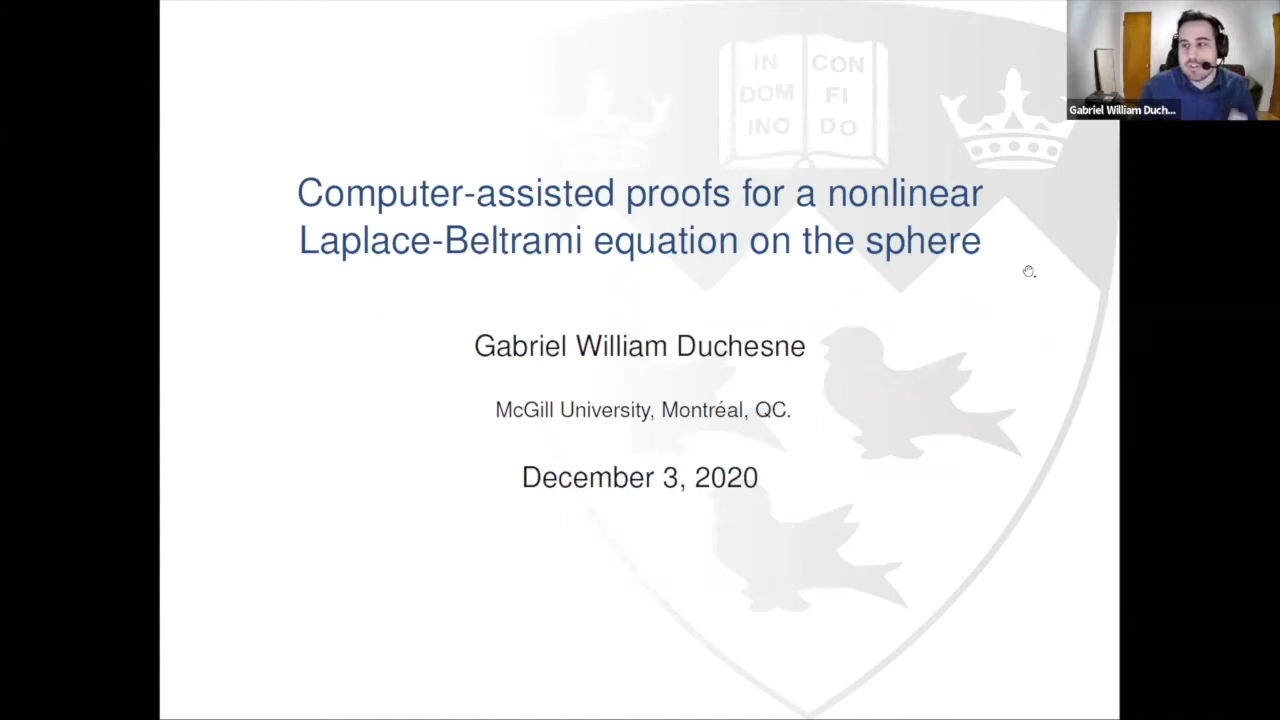 IN CON
DOM FI
INO DO
Gabriel William Duch...
Computer-assisted proofs for a nonlinear
Laplace-Beltrami equation on the sphere
Gabriel William Duchesne
McGill University, Montréal, QC.
December 3, 2020